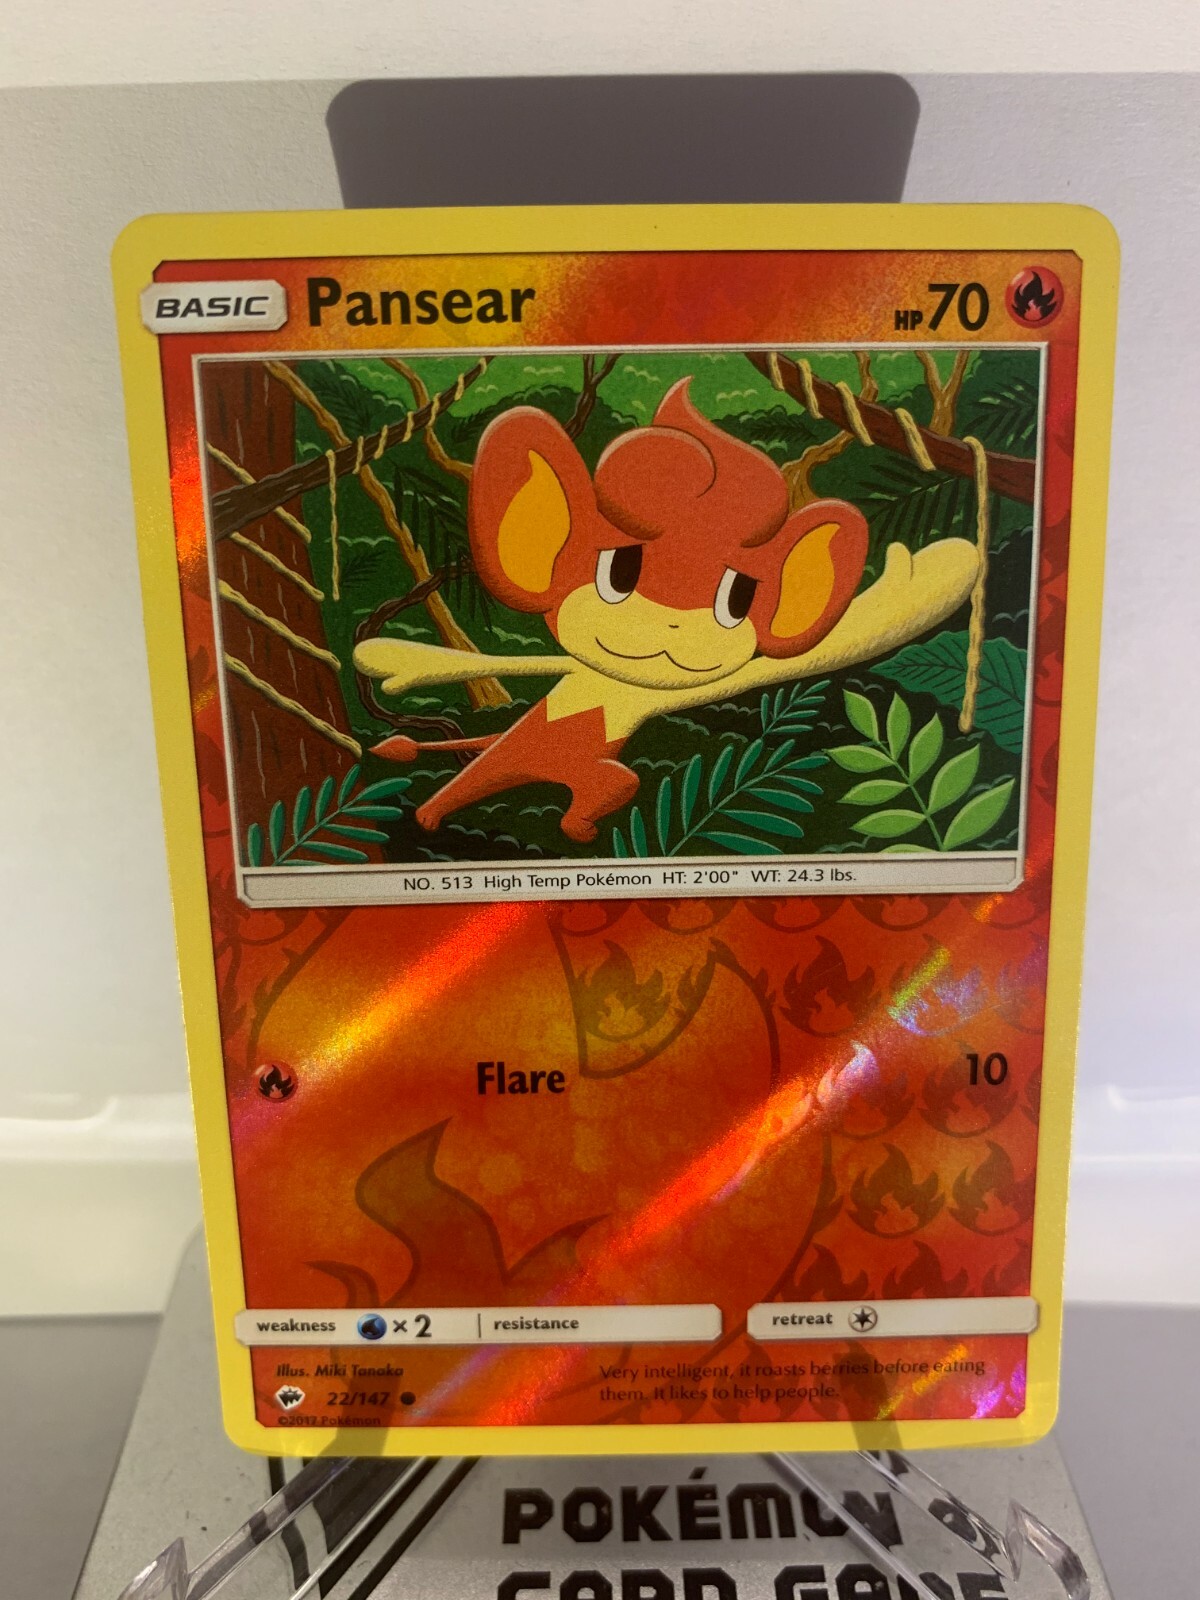 BASIC Pansear HP 70
NO. 513 High Temp Pokémon HT: 2'00" WT: 24.3 lbs.
Flare 10
weakness ×2 resistance retreat
Illus. Miki Tanaka
22/147
©2017 Pokémon
Very intelligent, it roasts berries before eating
them. It likes to help people.
POKÉMON
CARD GAME